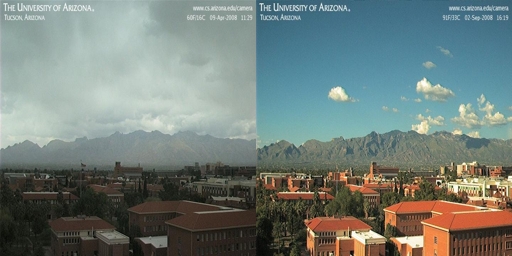 THE UNIVERSITY OF ARIZONA.
www.cs.arizona.edu/camera
TUCSON, ARIZONA
60F/16C 09-Apr-2008 11:29
THE UNIVERSITY OF ARIZONA.
www.cs.arizona.edu/camera
TUCSON, ARIZONA
91F/33C 02-Sep-2008 16:19